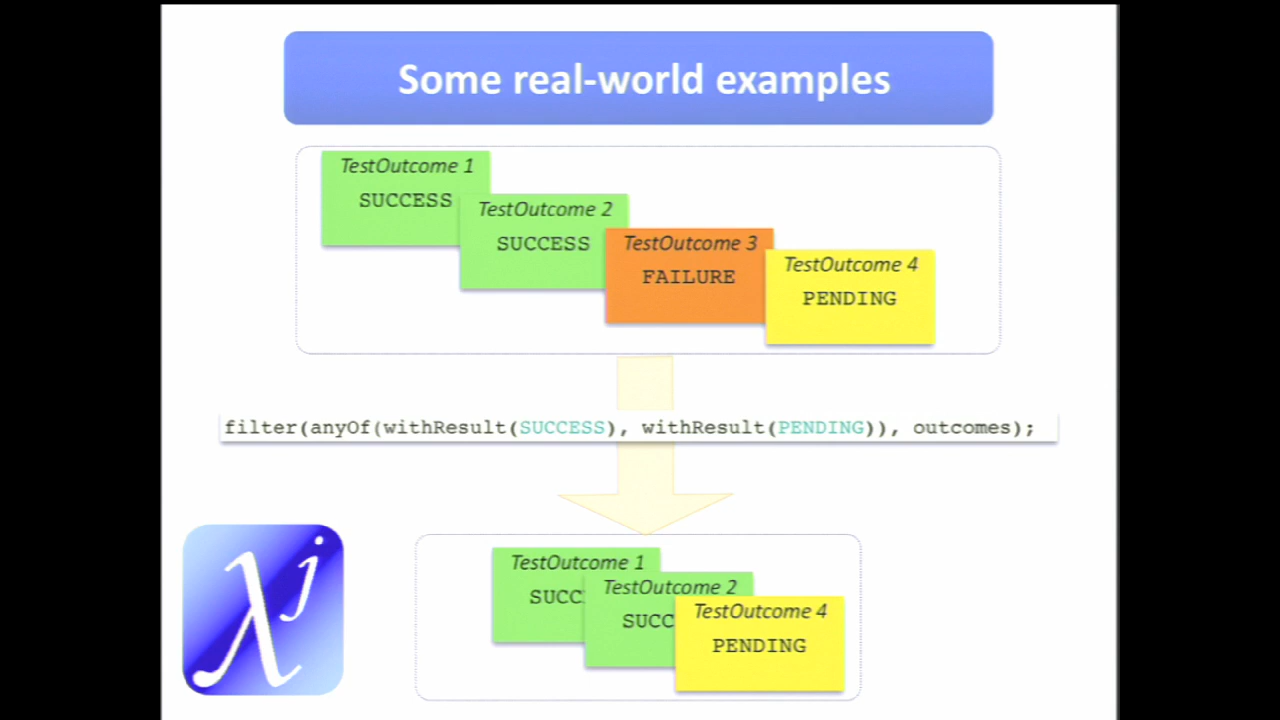 Some real-world examples
TestOutcome 1
SUCCESS
TestOutcome 2
SUCCESS
TestOutcome 3
FAILURE
TestOutcome 4
PENDING
filter(anyOf(withResult(SUCCESS), withResult(PENDING)), outcomes);
λj
TestOutcome 1
SUCC
TestOutcome 2
SUCC
TestOutcome 4
PENDING